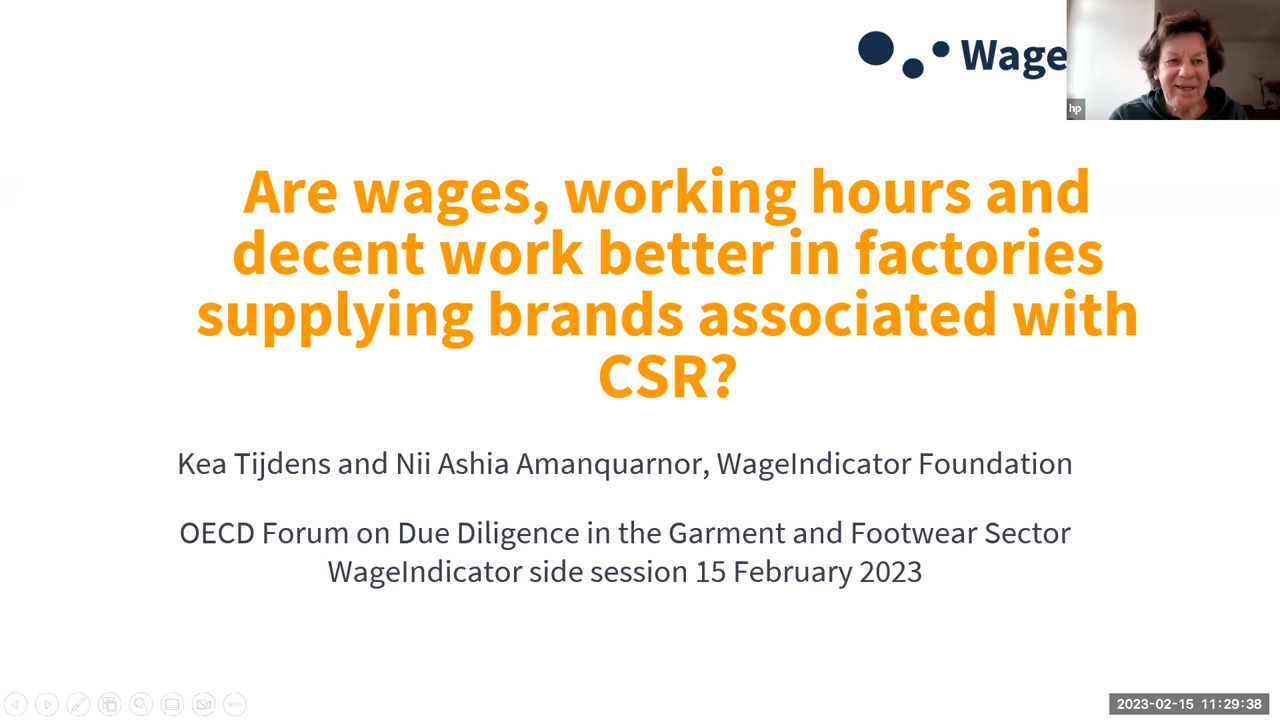 Wage
hp
Are wages, working hours and
decent work better in factories
supplying brands associated with
CSR?
Kea Tijdens and Nii Ashia Amanquarnor, WageIndicator Foundation
OECD Forum on Due Diligence in the Garment and Footwear Sector
WageIndicator side session 15 February 2023
2023-02-15 11:29:38